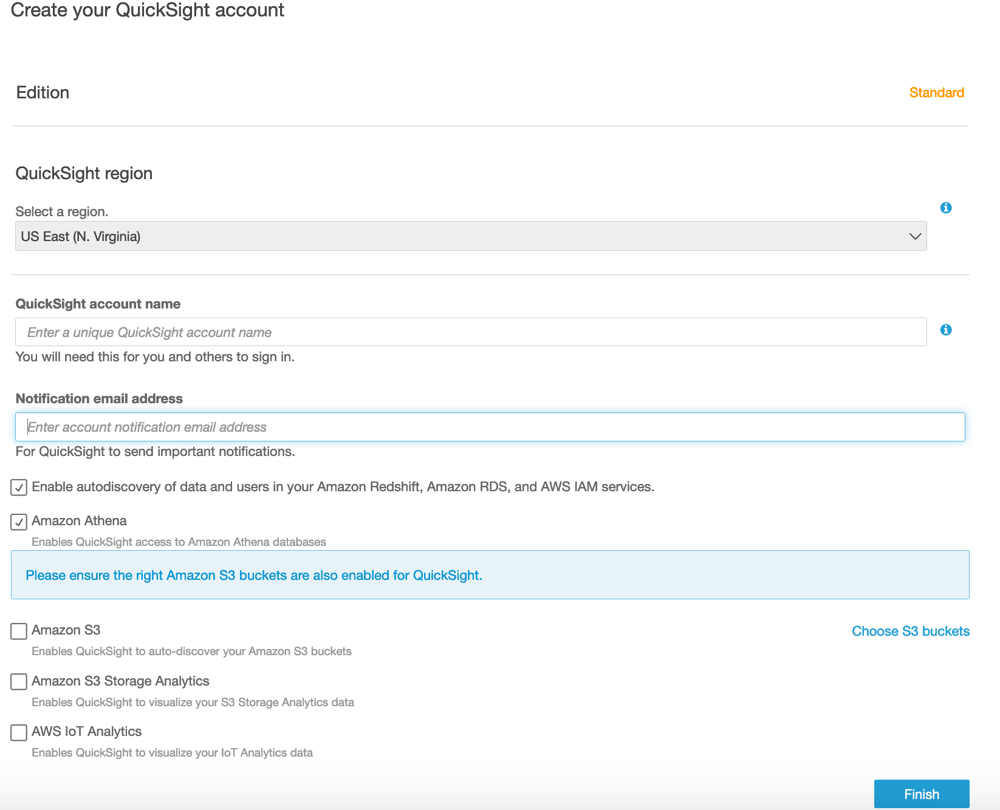 Create your QuickSight account
Edition
Standard
QuickSight region
Select a region.
US East (N. Virginia)
QuickSight account name
Enter a unique QuickSight account name
You will need this for you and others to sign in.
Notification email address
Enter account notification email address
For QuickSight to send important notifications.
Enable autodiscovery of data and users in your Amazon Redshift, Amazon RDS, and AWS IAM services.
Amazon Athena
Enables QuickSight access to Amazon Athena databases
Please ensure the right Amazon S3 buckets are also enabled for QuickSight.
Amazon S3
Choose S3 buckets
Enables QuickSight to auto-discover your Amazon S3 buckets
Amazon S3 Storage Analytics
Enables QuickSight to visualize your S3 Storage Analytics data
AWS IoT Analytics
Enables QuickSight to visualize your IoT Analytics data
Finish